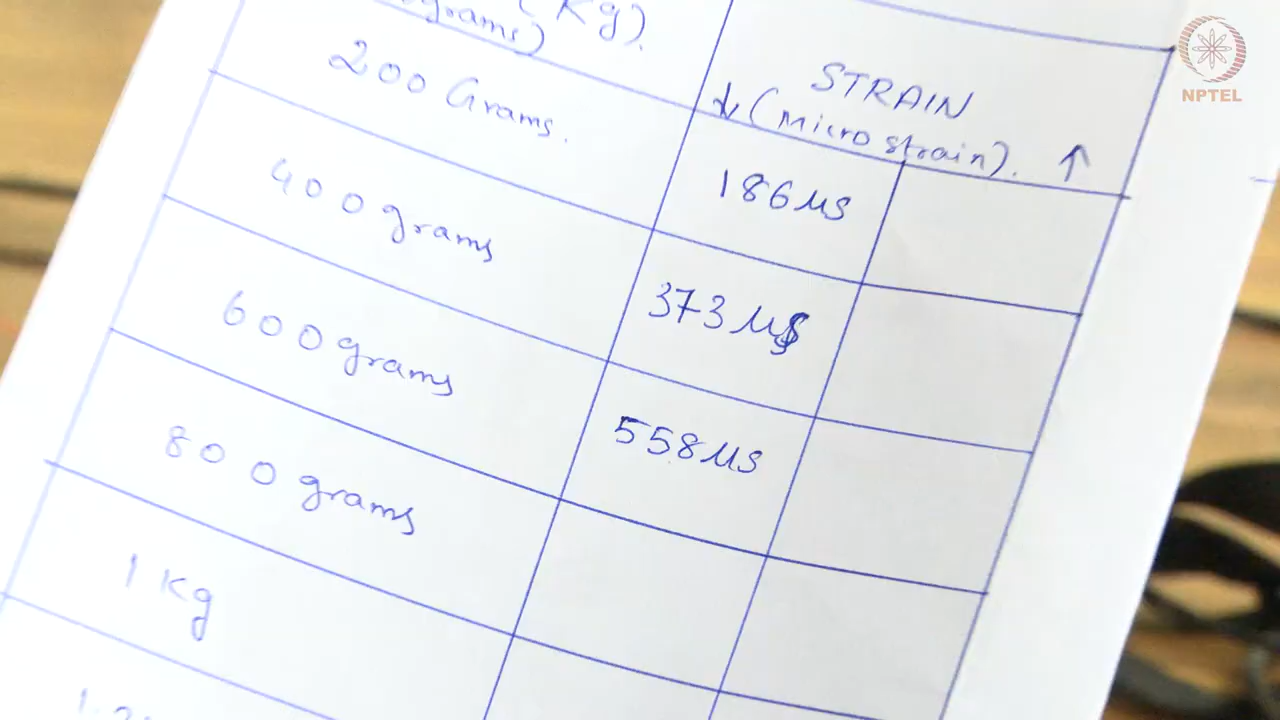 (Kg).
grams)
STRAIN
↓ (micro strain). ↑
200 Grams.
186 μs
400 grams
373 μs
600 grams
558 μs
800 grams
1 Kg
NPTEL